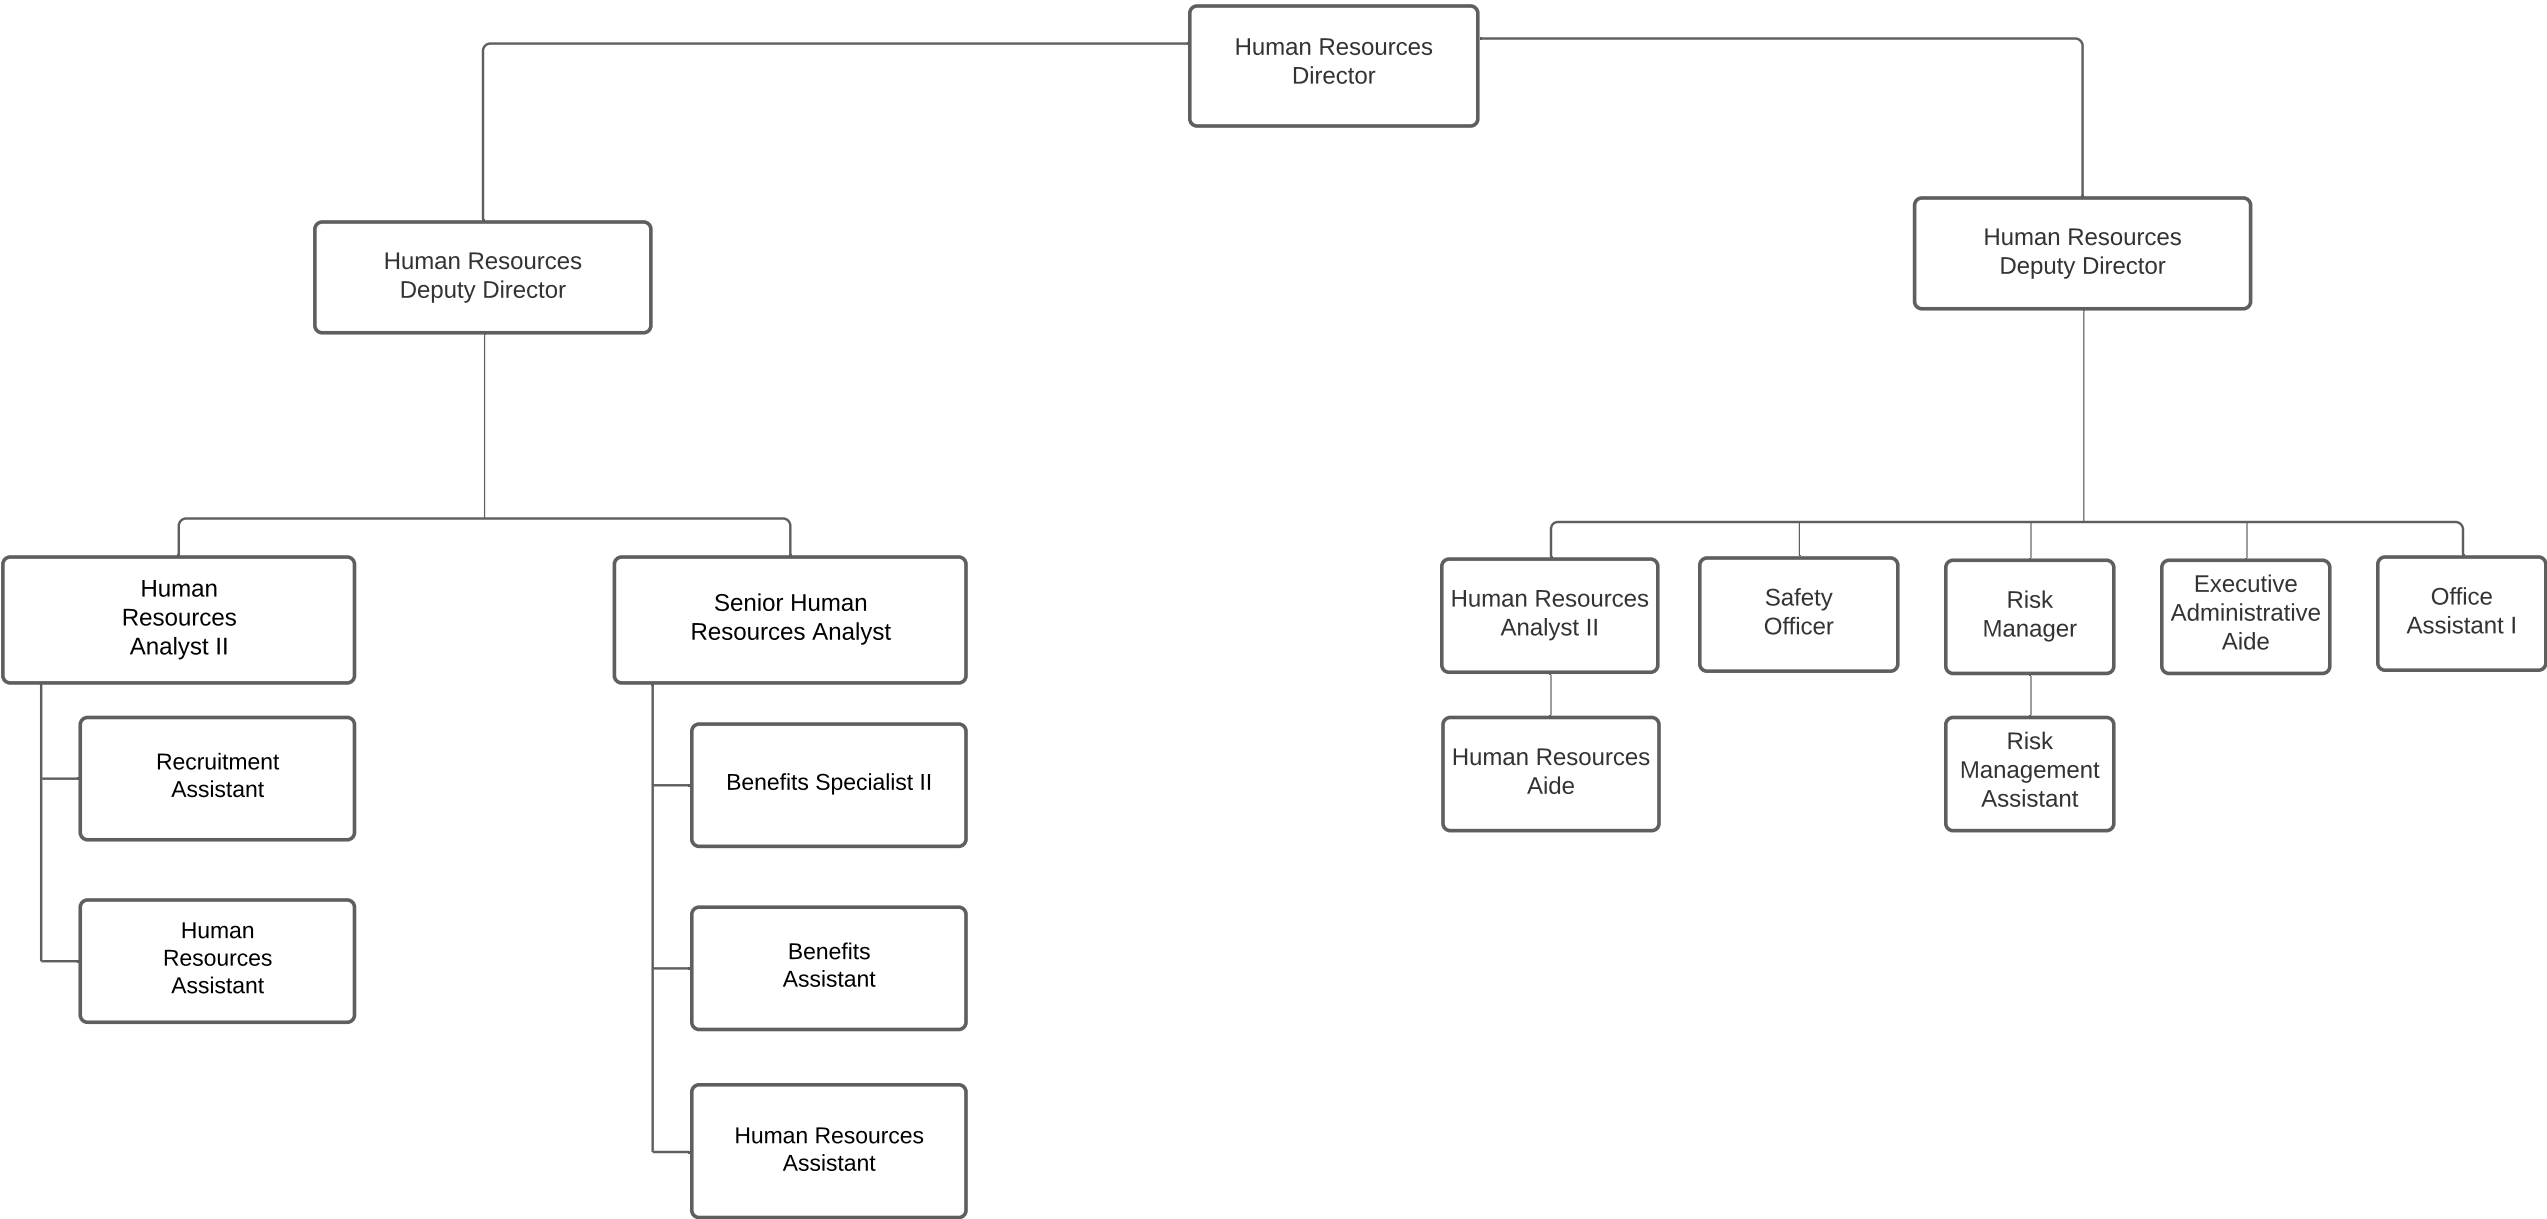 Human Resources
Director
Human Resources
Deputy Director
Human Resources
Deputy Director
Human
Resources
Analyst II
Senior Human
Resources Analyst
Human Resources
Analyst II
Safety
Officer
Risk
Manager
Executive
Administrative
Aide
Office
Assistant I
Recruitment
Assistant
Benefits Specialist II
Human Resources
Aide
Risk
Management
Assistant
Human
Resources
Assistant
Benefits
Assistant
Human Resources
Assistant